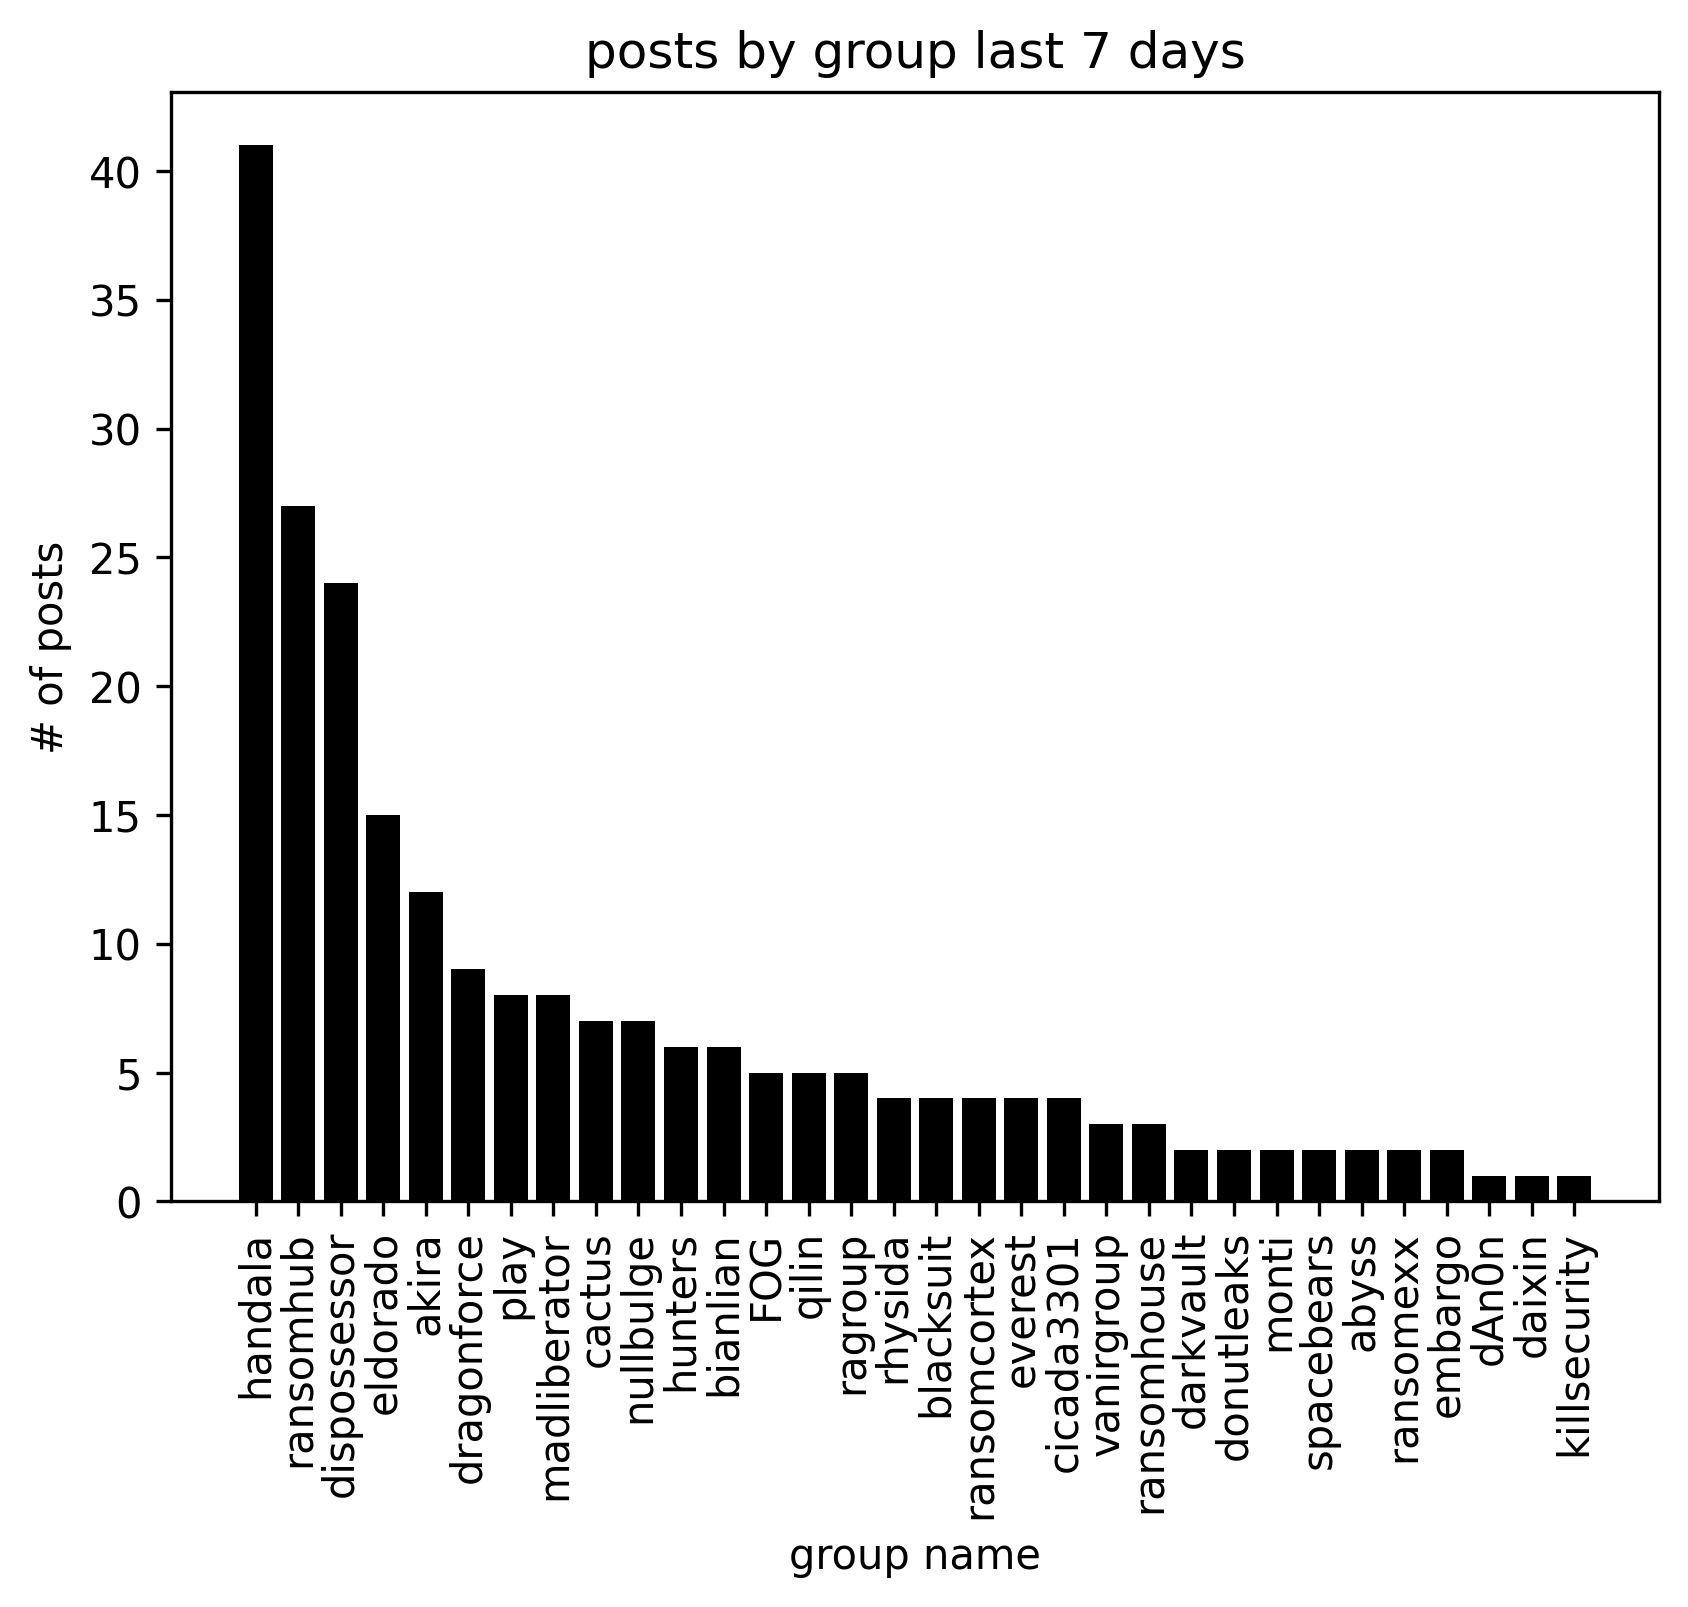 posts by group last 7 days
# of posts
40
35
30
25
20
15
10
5
0
handala
ransomhub
dispossessor
eldorado
akira
dragonforce
play
madliberator
cactus
nullbulge
hunters
bianlian
FOG
qilin
ragroup
rhysida
blacksuit
ransomcortex
everest
cicada3301
vanirgroup
ransomhouse
darkvault
donutleaks
monti
spacebears
abyss
ransomexx
embargo
dAn0n
daixin
killsecurity
group name